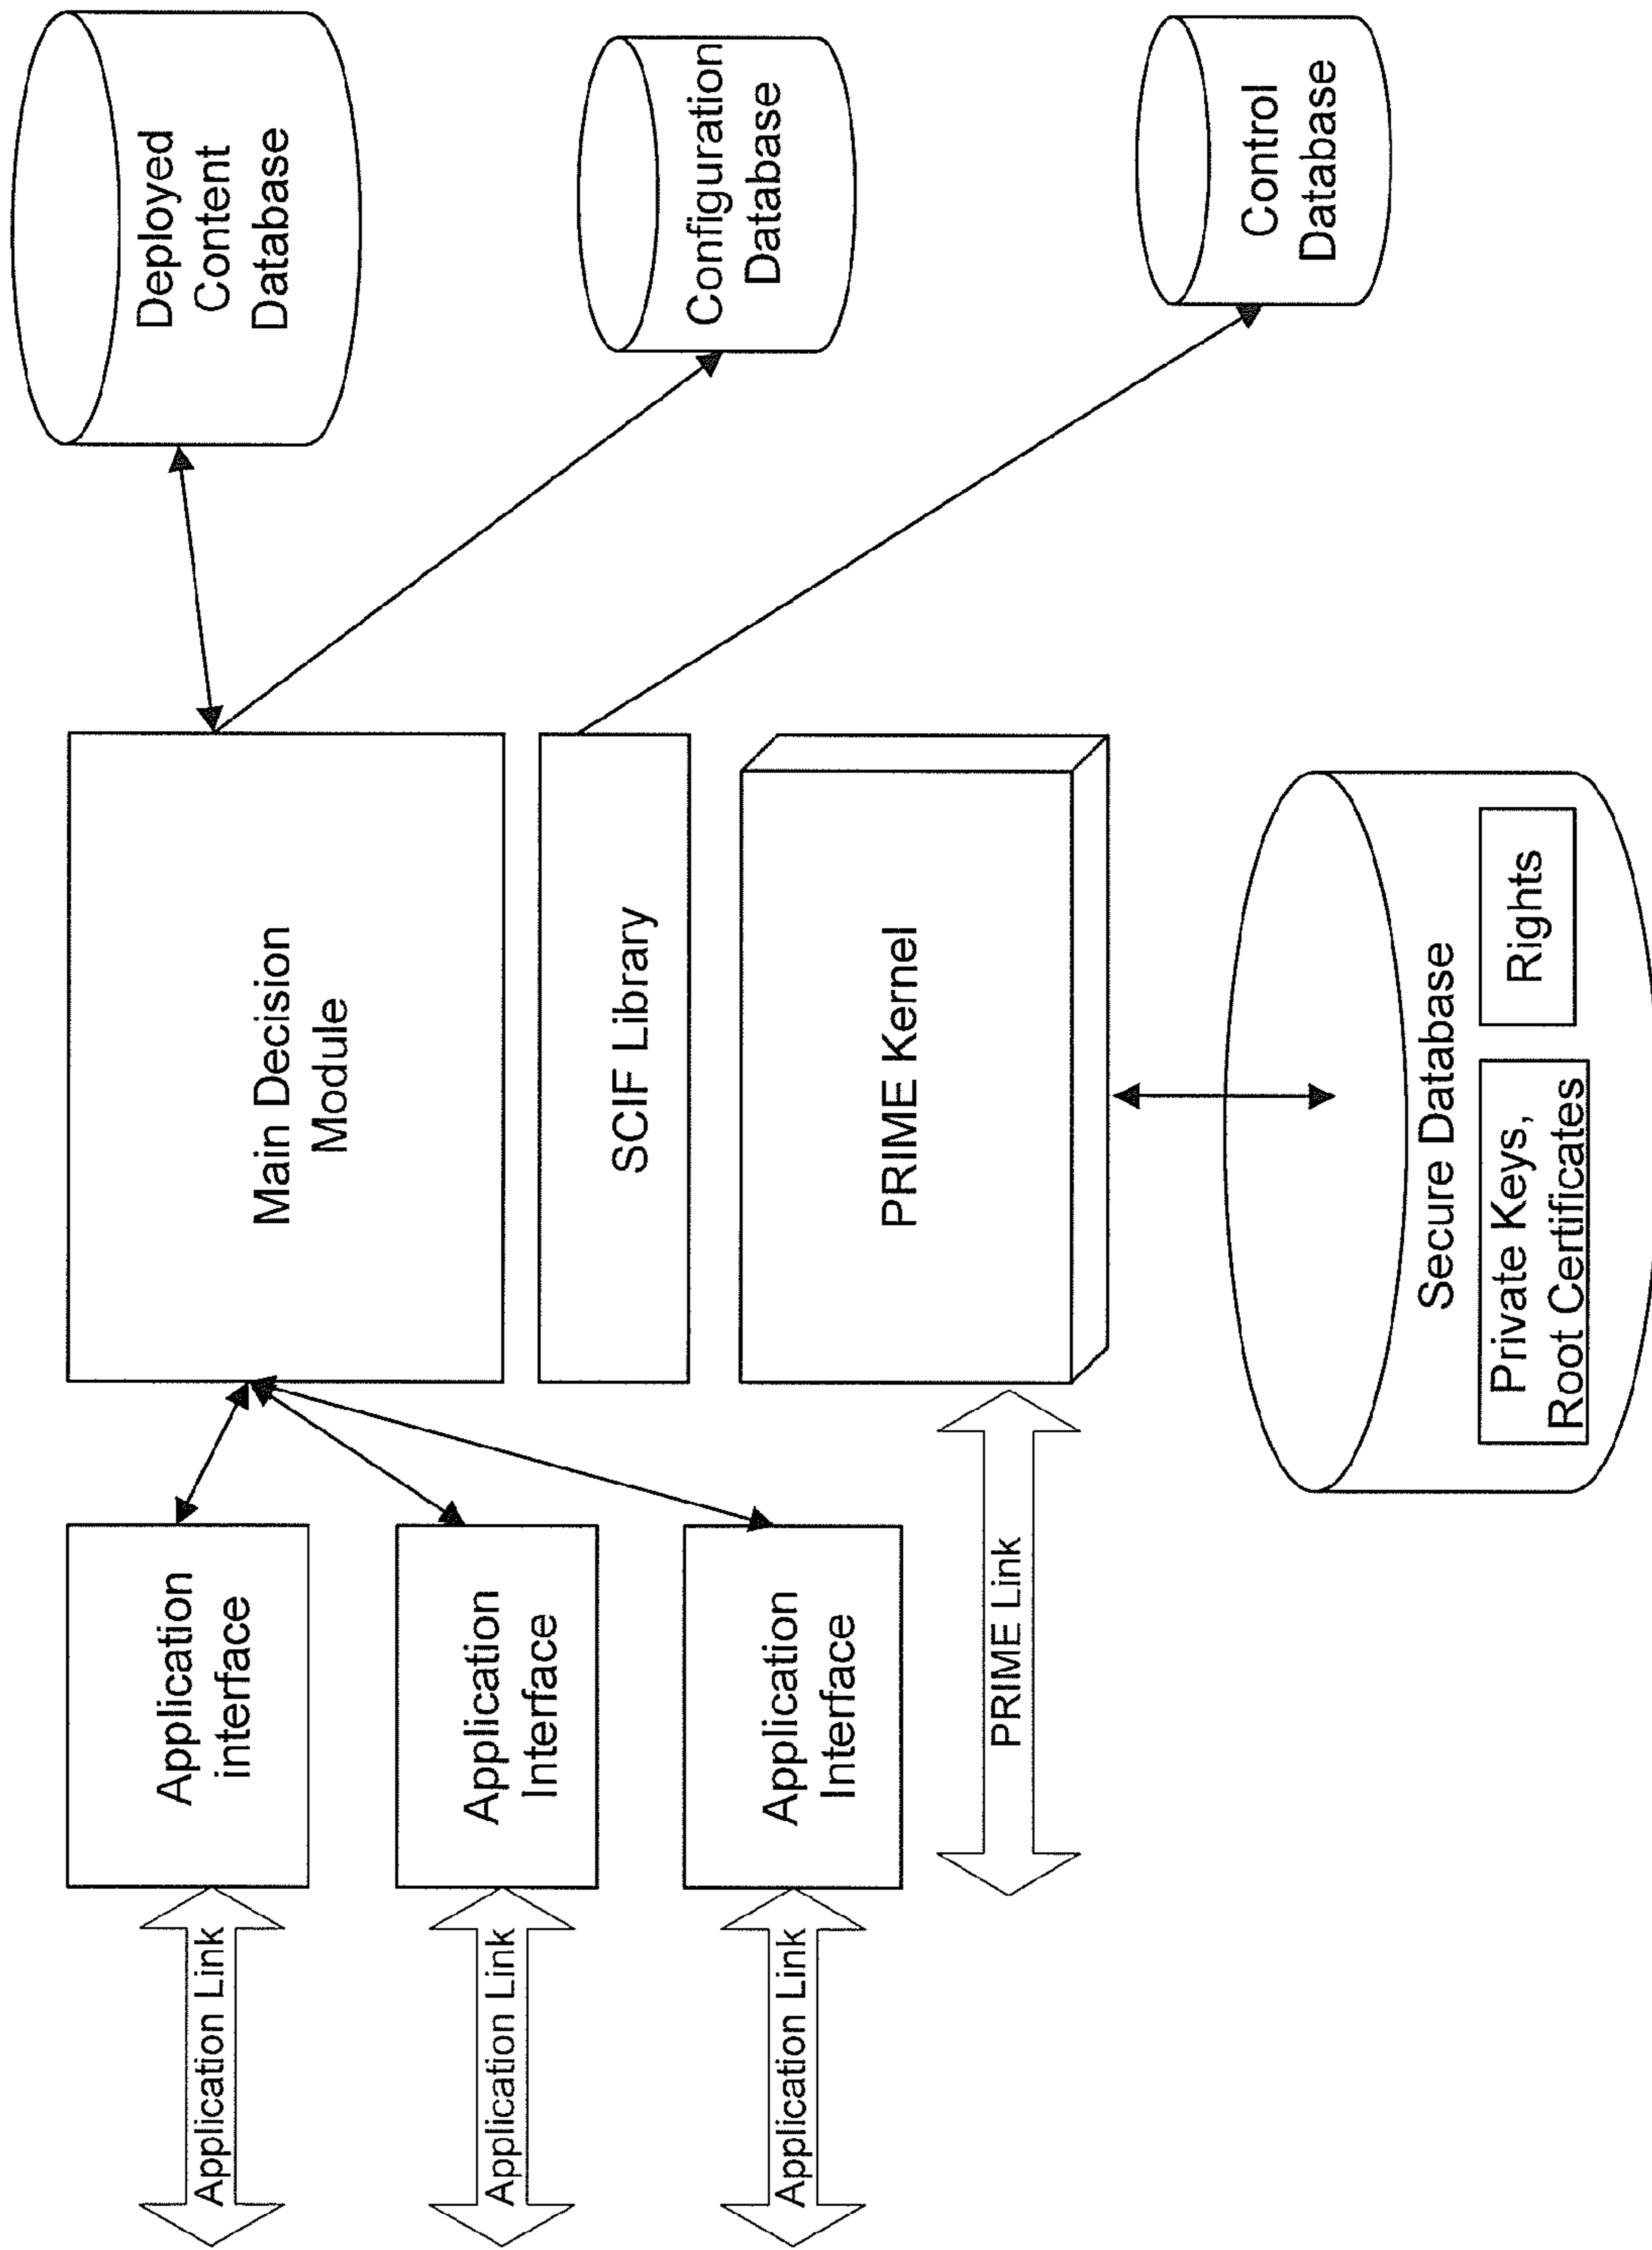 Application Link
Application
interface
Main Decision
Module
Deployed
Content
Database
Application Link
Application
Interface
SCIF Library
Configuration
Database
Application Link
Application
Interface
PRIME Link
PRIME Kernel
Control
Database
Secure Database
Private Keys,
Root Certificates
Rights